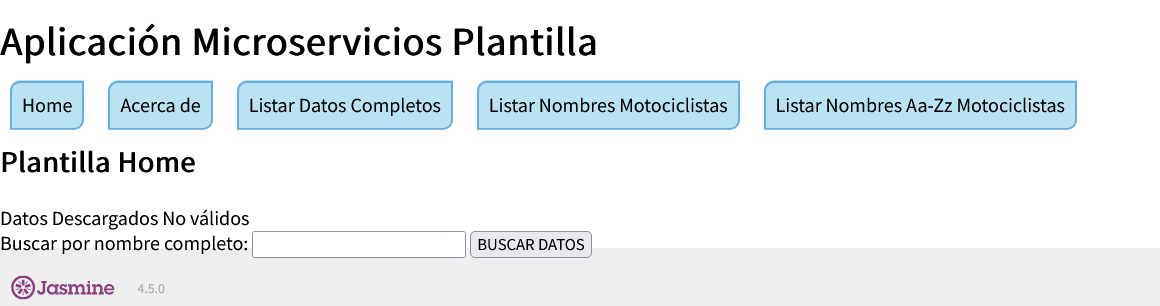 Aplicación Microservicios Plantilla
Home Acerca de Listar Datos Completos Listar Nombres Motociclistas Listar Nombres Aa-Zz Motociclistas
Plantilla Home
Datos Descargados No válidos
Buscar por nombre completo: BUSCAR DATOS
Jasmine 4.5.0